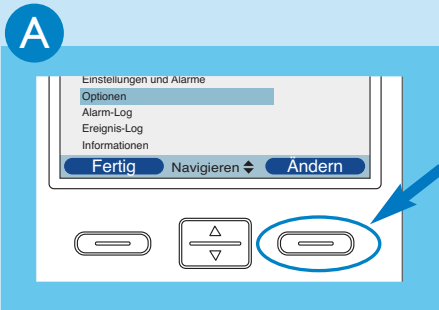 A
Einstellungen und Alarme
Optionen
Alarm-Log
Ereignis-Log
Informationen
Fertig Navigieren Ändern